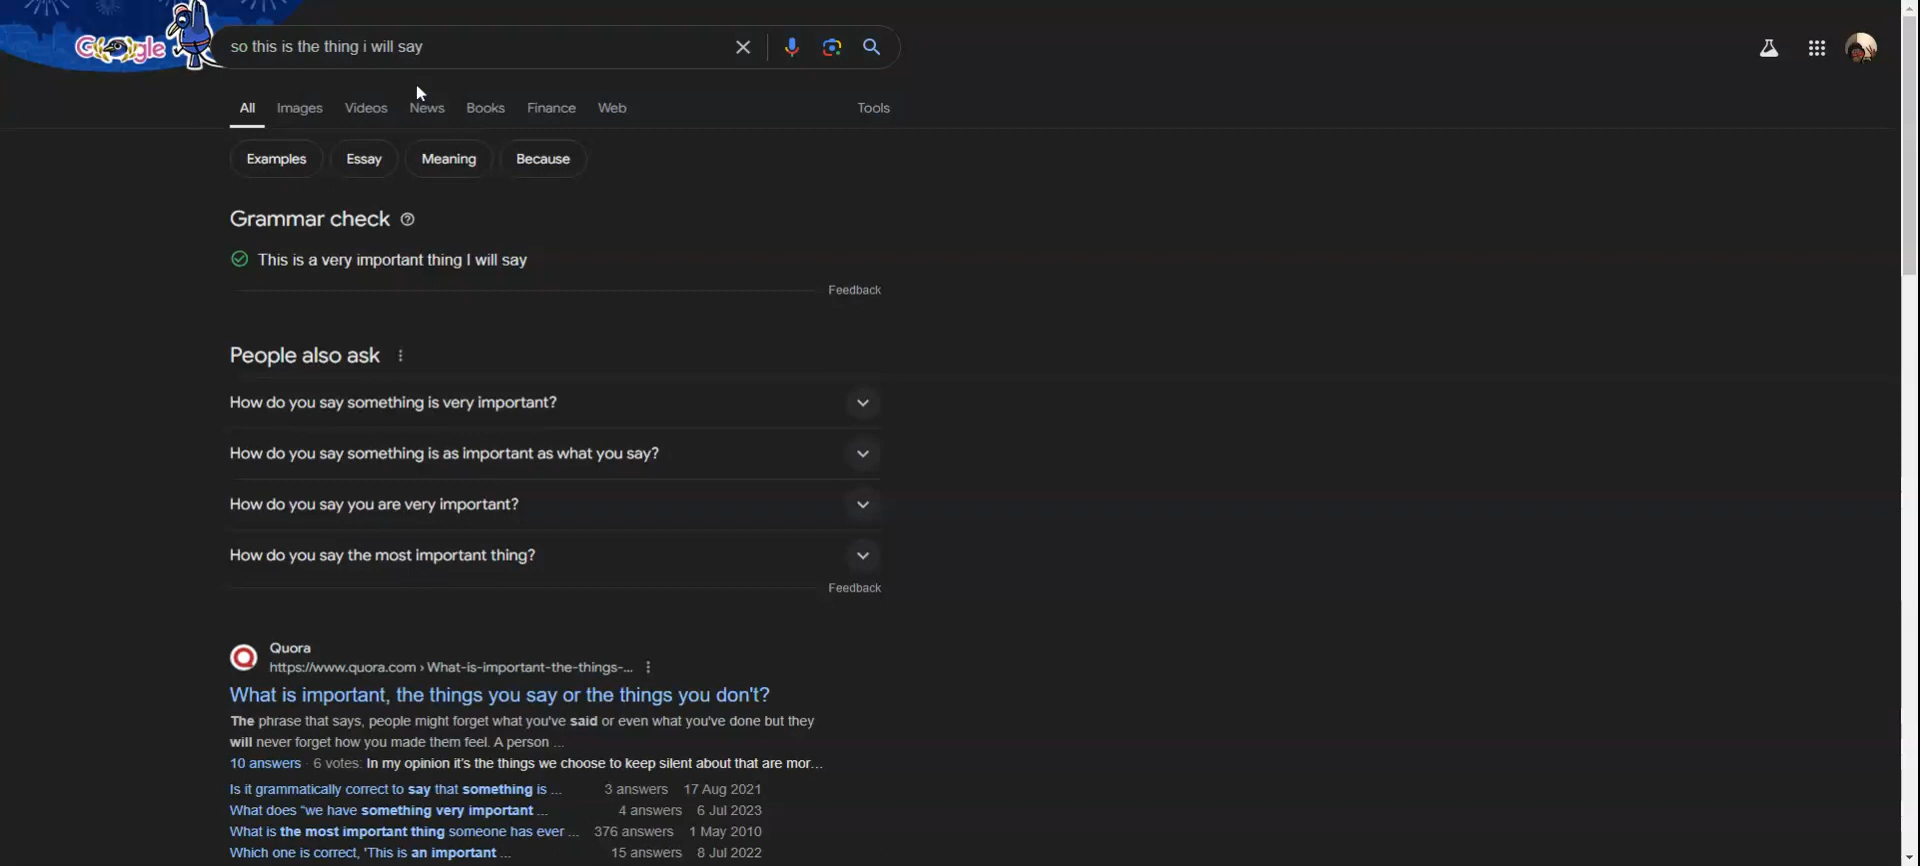 Google
so this is the thing i will say
All Images Videos News Books Finance Web Tools
Examples Essay Meaning Because
Grammar check
This is a very important thing I will say
Feedback
People also ask
How do you say something is very important?
How do you say something is as important as what you say?
How do you say you are very important?
How do you say the most important thing?
Feedback
Quora
https://www.quora.com › What-is-important-the-things-...
What is important, the things you say or the things you don't?
The phrase that says, people might forget what you've said or even what you've done but they
will never forget how you made them feel. A person ...
10 answers · 6 votes: In my opinion it's the things we choose to keep silent about that are mor...
Is it grammatically correct to say that something is ... 3 answers 17 Aug 2021
What does “we have something very important ... 4 answers 6 Jul 2023
What is the most important thing someone has ever ... 376 answers 1 May 2010
Which one is correct, 'This is an important ... 15 answers 8 Jul 2022